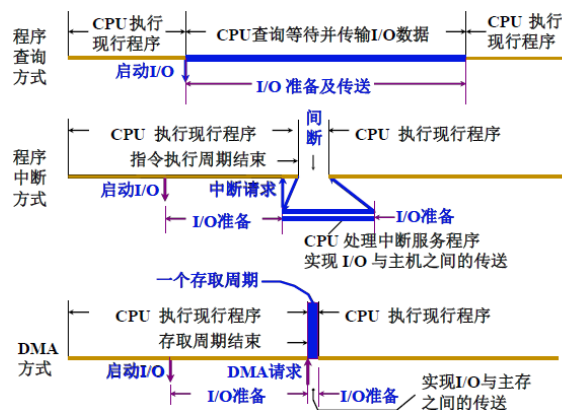 程序
查询
方式
CPU 执行
现行程序
CPU查询等待并传输I/O数据
CPU 执行
现行程序
启动I/O
I/O 准备及传送
程序
中断
方式
CPU 执行现行程序
间
断
CPU 执行现行程序
指令执行周期结束
启动I/O
中断请求
I/O准备
I/O准备
CPU 处理中断服务程序
实现 I/O 与主机之间的传送
DMA
方式
一个存取周期
CPU 执行现行程序
CPU 执行现行程序
存取周期结束
启动I/O
DMA请求
I/O准备
I/O准备
实现I/O与主存
之间的传送